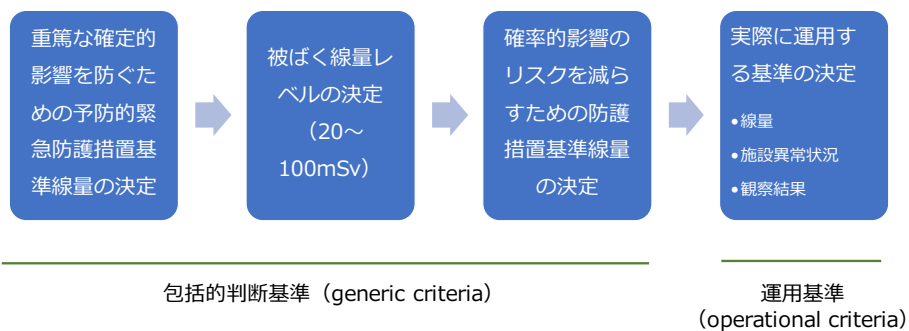 重篤な確定的
影響を防ぐた
めの予防的緊
急防護措置基
準線量の決定
被ばく線量レ
ベルの決定
（20～
100mSv）
確率的影響の
リスクを減ら
すための防護
措置基準線量
の決定
実際に運用す
る基準の決定
•線量
•施設異常状況
•観察結果
包括的判断基準（generic criteria）
運用基準
（operational criteria）